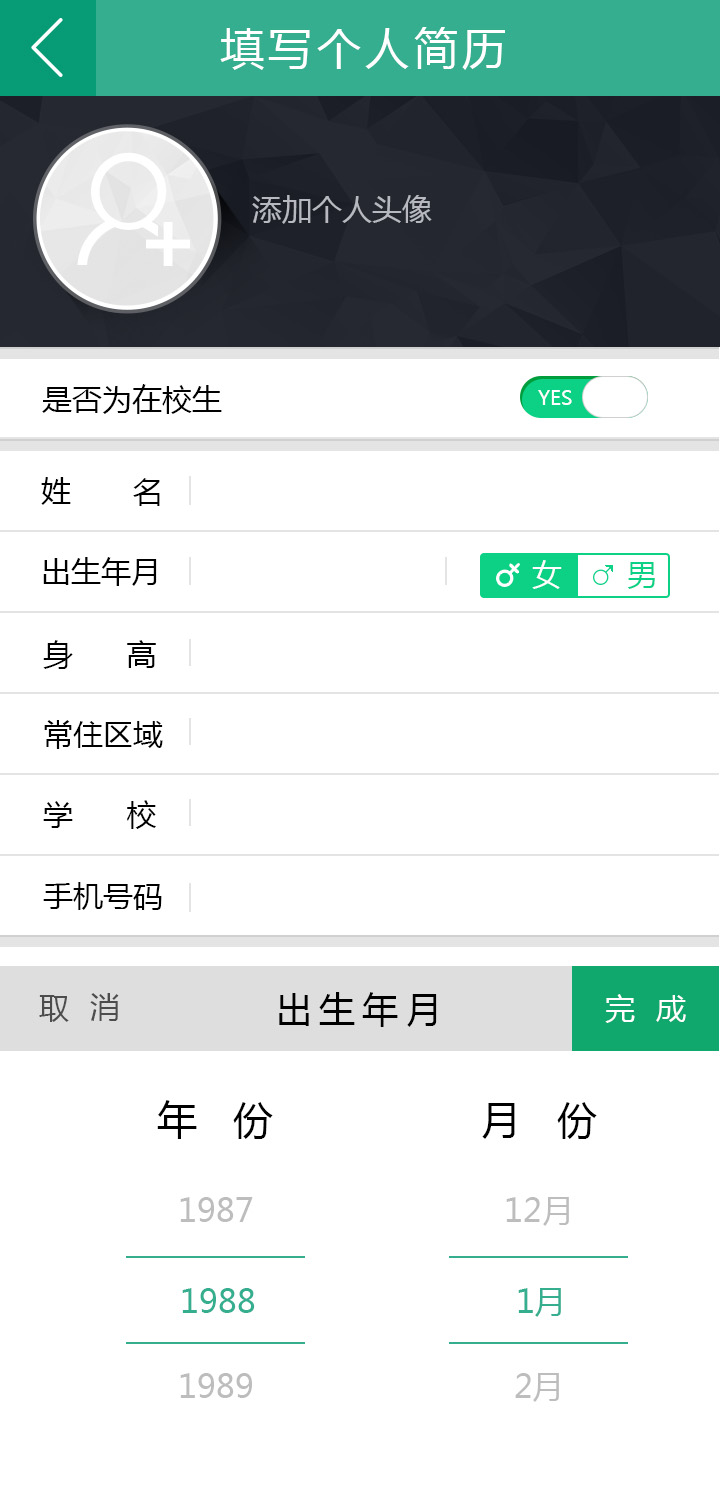 填写个人简历
添加个人头像
是否为在校生 YES
姓 名
出生年月 女 男
身 高
常住区域
学 校
手机号码
取 消 出生年月 完 成
年 份 月 份
1987 12月
1988 1月
1989 2月